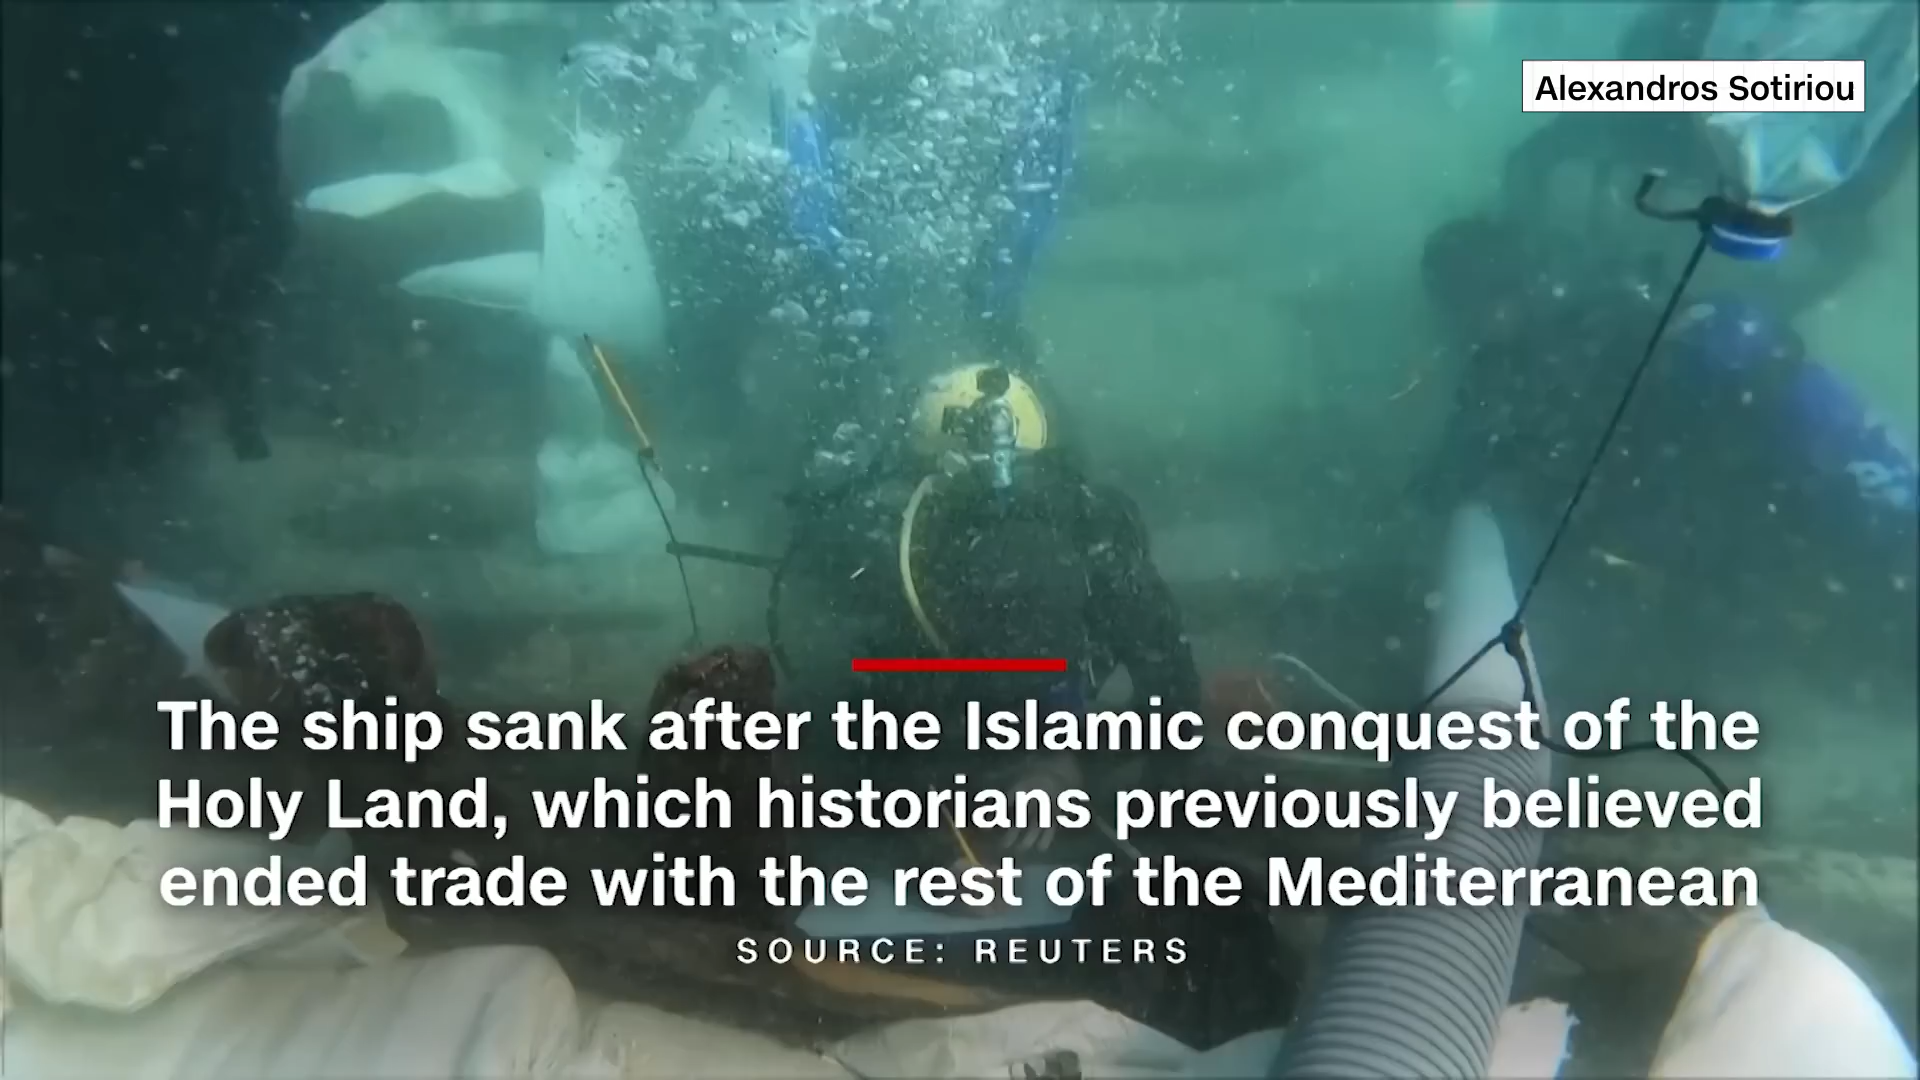 Alexandros Sotiriou
The ship sank after the Islamic conquest of the
Holy Land, which historians previously believed
ended trade with the rest of the Mediterranean
SOURCE: REUTERS